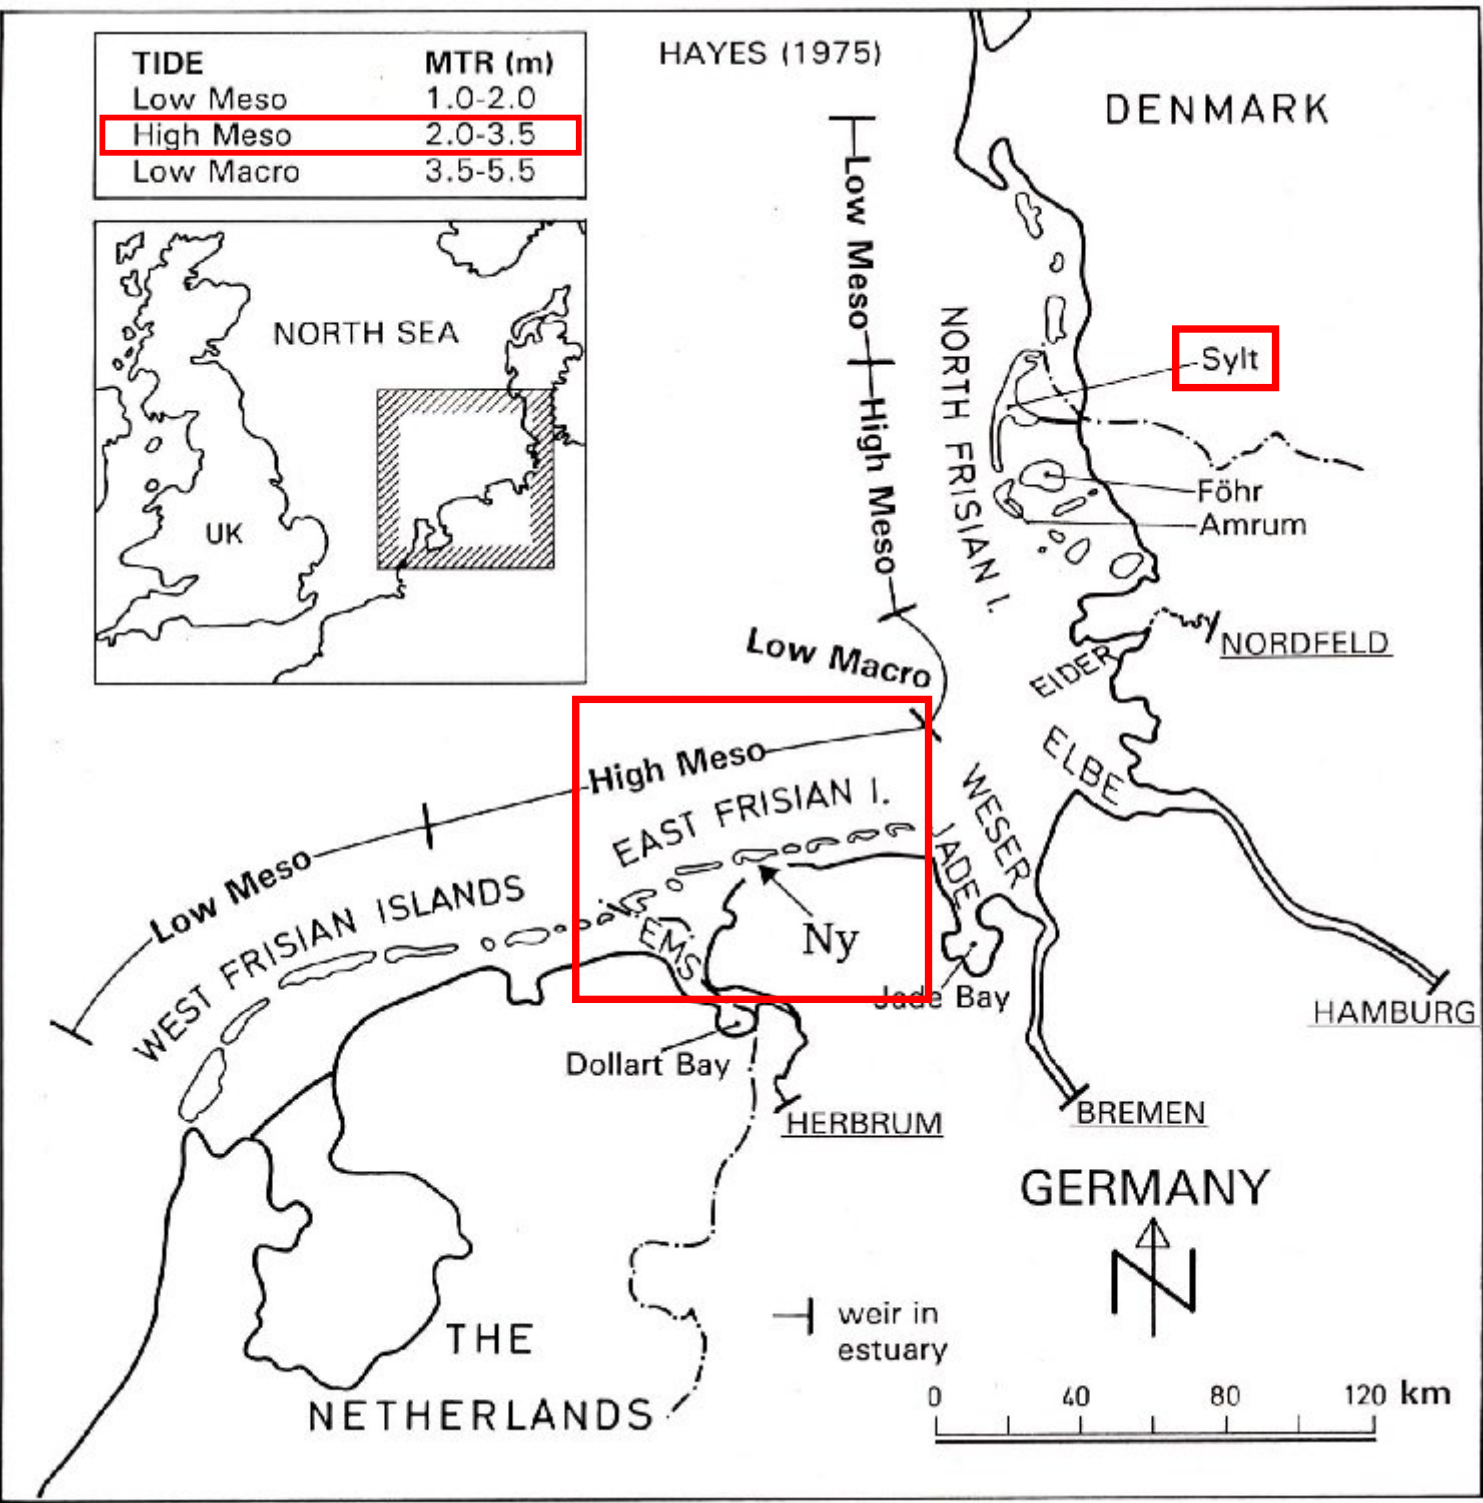 TIDE MTR (m)
Low Meso 1.0-2.0
High Meso 2.0-3.5
Low Macro 3.5-5.5
HAYES (1975)
DENMARK
NORTH SEA
UK
Low Meso
High Meso
Low Macro
NORTH FRISIAN I.
Sylt
Föhr
Amrum
NORDFELD
EIDER
ELBE
WESER
JADE
High Meso
EAST FRISIAN I.
Low Meso
WEST FRISIAN ISLANDS
EMS
Ny
Jade Bay
HAMBURG
Dollart Bay
HERBRUM
BREMEN
GERMANY
N
THE
NETHERLANDS
weir in
estuary
0 40 80 120 km